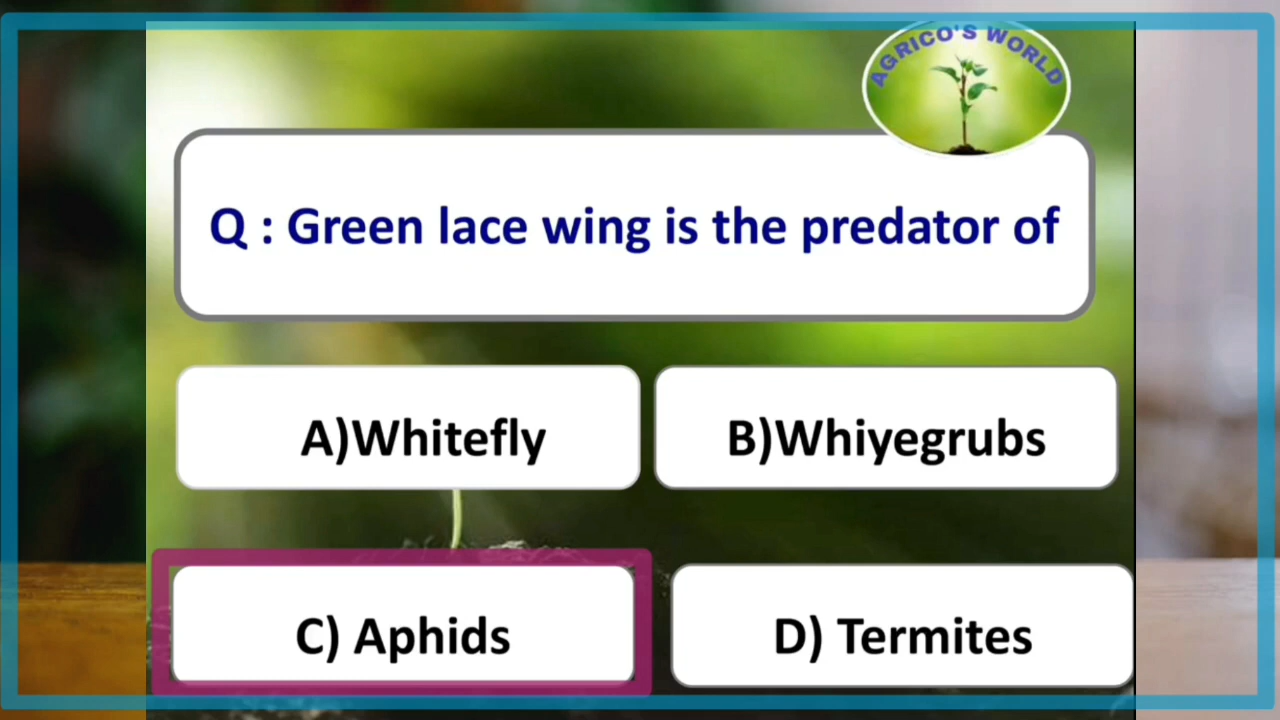 AGRICO'S WORLD
Q : Green lace wing is the predator of
A)Whitefly
B)Whiyegrubs
C) Aphids
D) Termites